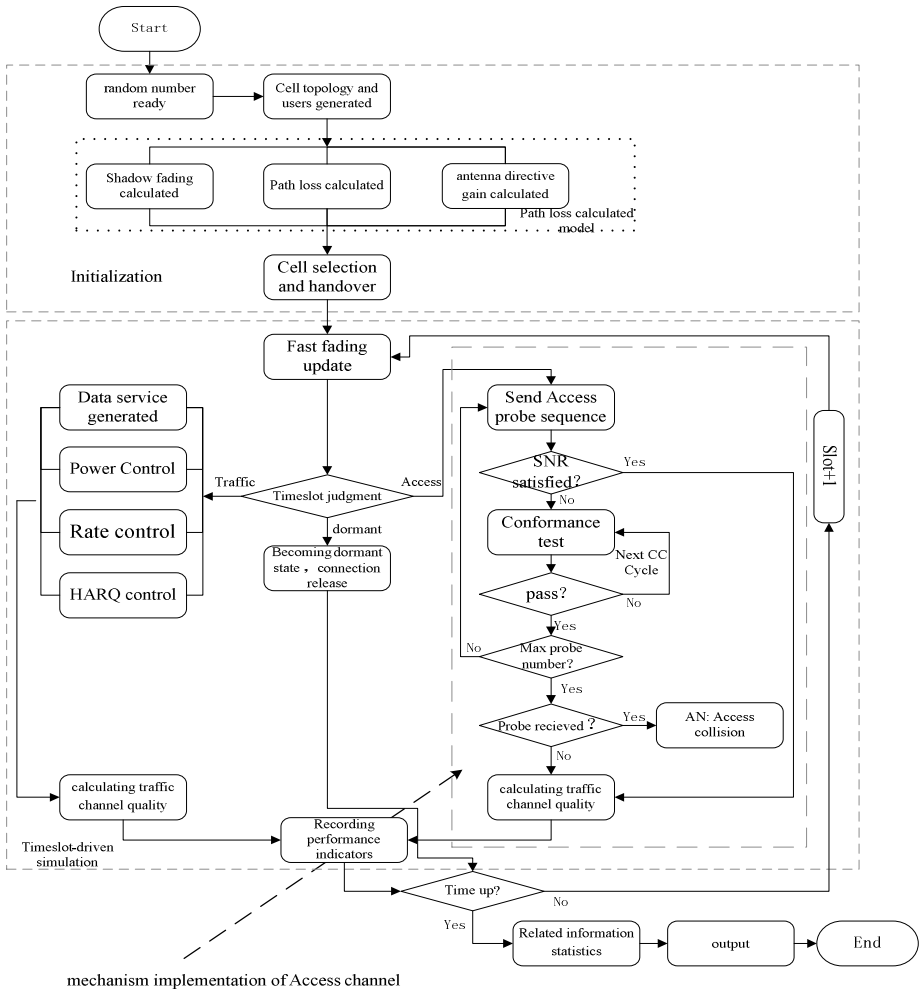 Start
random number
ready
Cell topology and
users generated
Shadow fading
calculated
Path loss calculated
antenna directive
gain calculated
Path loss calculated
model
Initialization
Cell selection
and handover
Fast fading
update
Data service
generated
Power Control
Rate control
HARQ control
Traffic
Timeslot judgment
Access
dormant
Becoming dormant
state，connection
release
Send Access
probe sequence
SNR
satisfied?
Yes
No
Conformance
test
Next CC
Cycle
pass?
No
Yes
No
Max probe
number?
Yes
Probe recieved？
Yes
AN: Access
collision
No
calculating traffic
channel quality
Slot+1
calculating traffic
channel quality
Timeslot-driven
simulation
Recording
performance
indicators
Time up?
No
Yes
Related information
statistics
output
End
mechanism implementation of Access channel